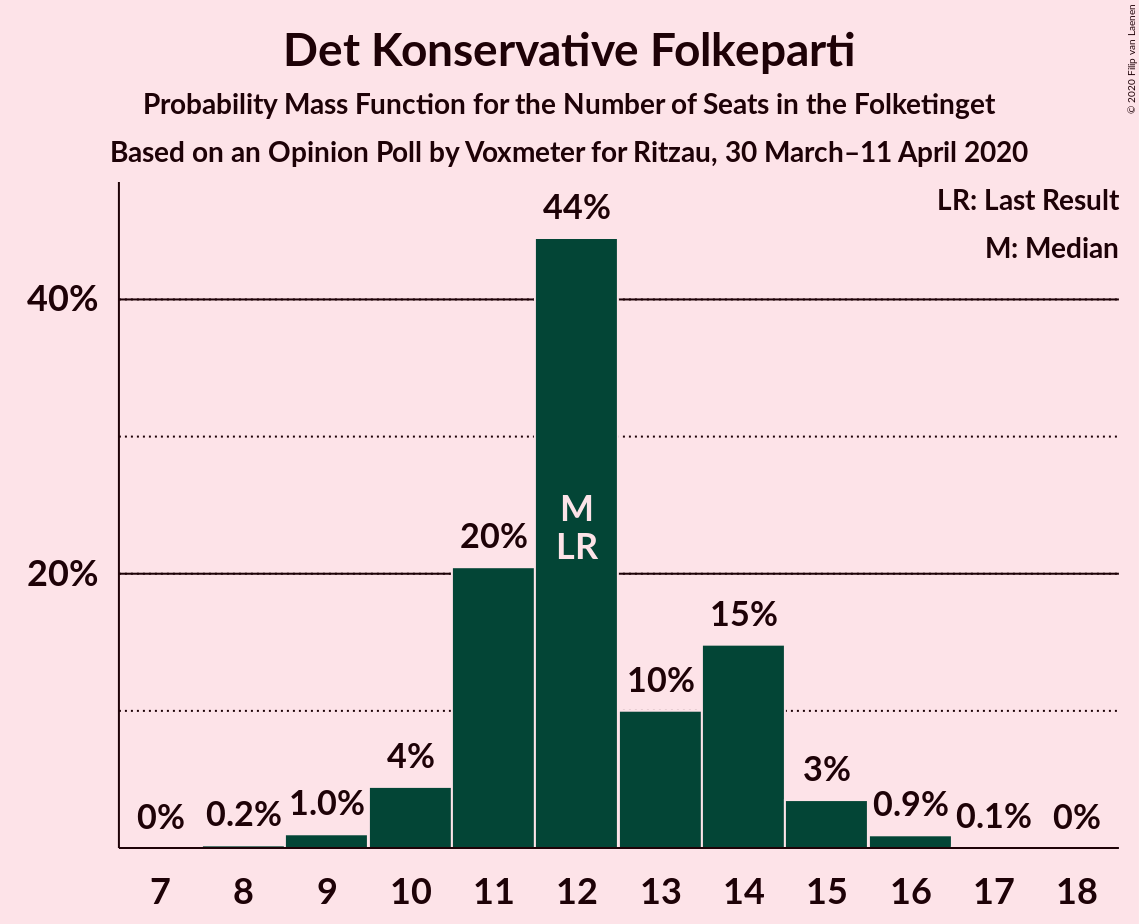 Det Konservative Folkeparti
Probability Mass Function for the Number of Seats in the Folketinget
Based on an Opinion Poll by Voxmeter for Ritzau, 30 March–11 April 2020
© 2020 Filip van Laenen
LR: Last Result
M: Median
40%
20%
0%
0.2%
1.0%
4%
20%
44%
10%
15%
3%
0.9%
0.1%
0%
M
LR
7 8 9 10 11 12 13 14 15 16 17 18